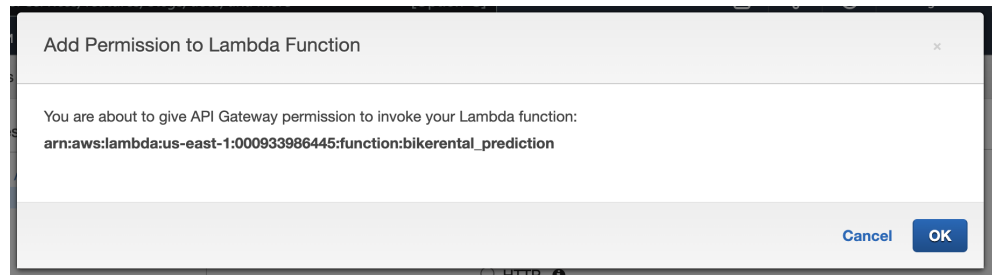 Add Permission to Lambda Function
×
You are about to give API Gateway permission to invoke your Lambda function:
arn:aws:lambda:us-east-1:000933986445:function:bikerental_prediction
Cancel
OK
HTTP